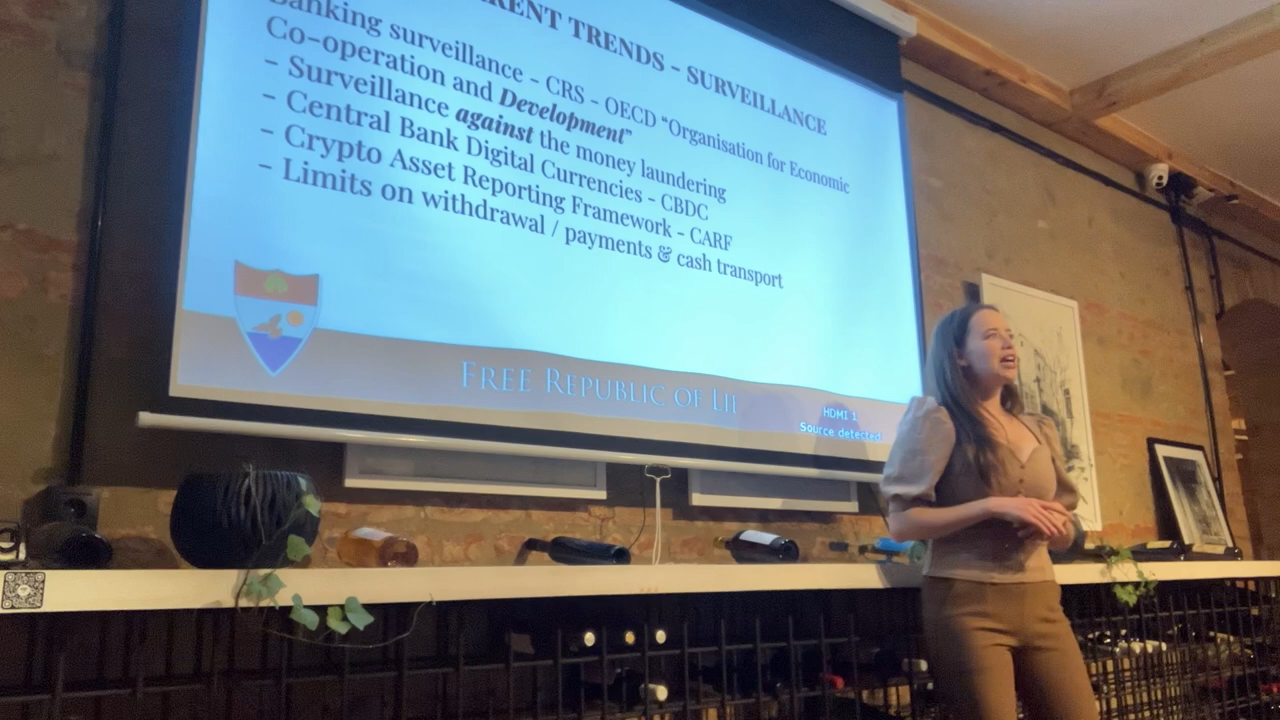 RENT TRENDS - SURVEILLANCE
Banking surveillance - CRS - OECD “Organisation for Economic
Co-operation and Development”
- Surveillance against the money laundering
- Central Bank Digital Currencies - CBDC
- Crypto Asset Reporting Framework - CARF
- Limits on withdrawal / payments & cash transport
FREE REPUBLIC OF LI
HDMI 1
Source detected